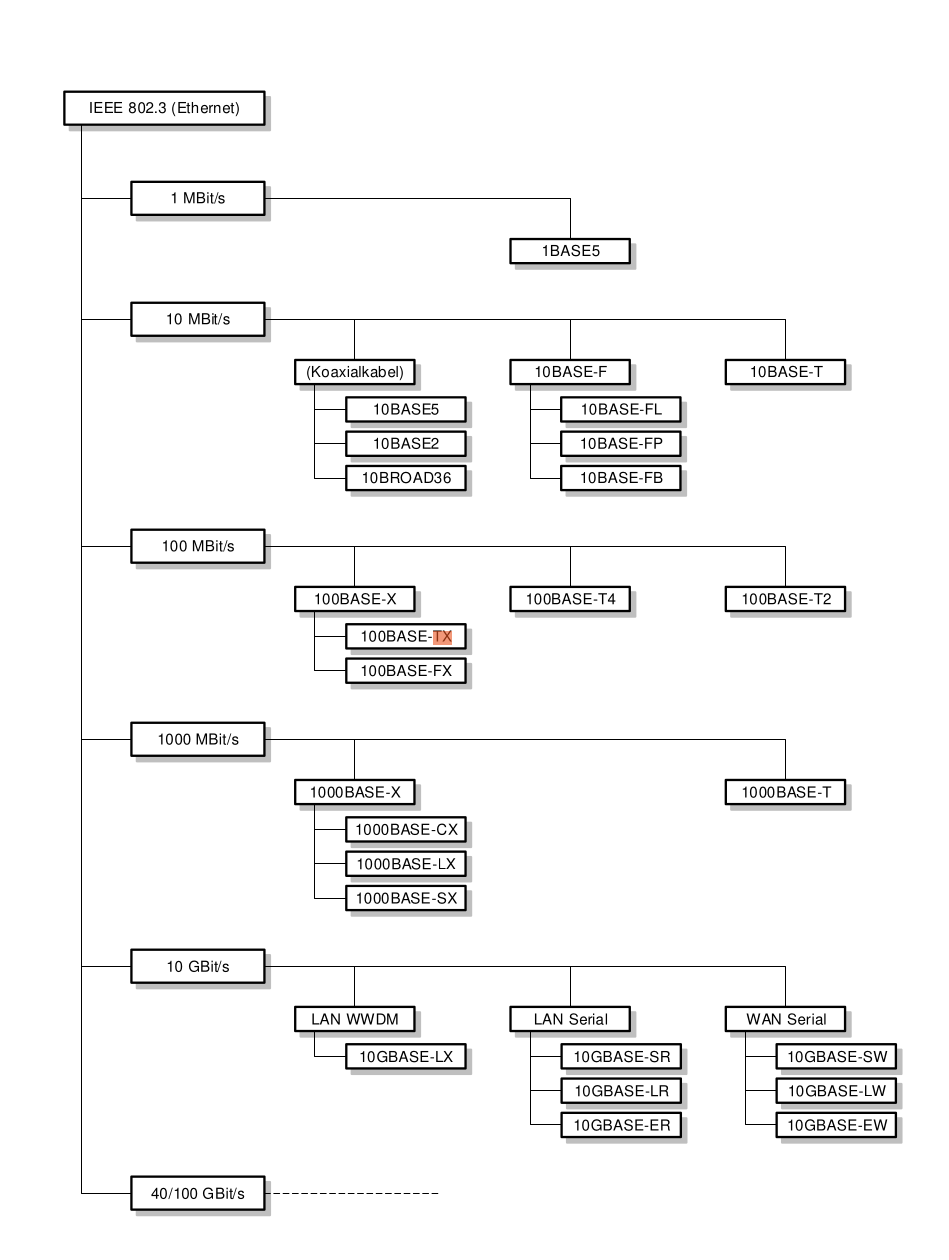 IEEE 802.3 (Ethernet)
1 MBit/s
1BASE5
10 MBit/s
(Koaxialkabel)
10BASE5
10BASE2
10BROAD36
10BASE-F
10BASE-FL
10BASE-FP
10BASE-FB
10BASE-T
100 MBit/s
100BASE-X
100BASE-TX
100BASE-FX
100BASE-T4
100BASE-T2
1000 MBit/s
1000BASE-X
1000BASE-CX
1000BASE-LX
1000BASE-SX
1000BASE-T
10 GBit/s
LAN WWDM
10GBASE-LX
LAN Serial
10GBASE-SR
10GBASE-LR
10GBASE-ER
WAN Serial
10GBASE-SW
10GBASE-LW
10GBASE-EW
40/100 GBit/s